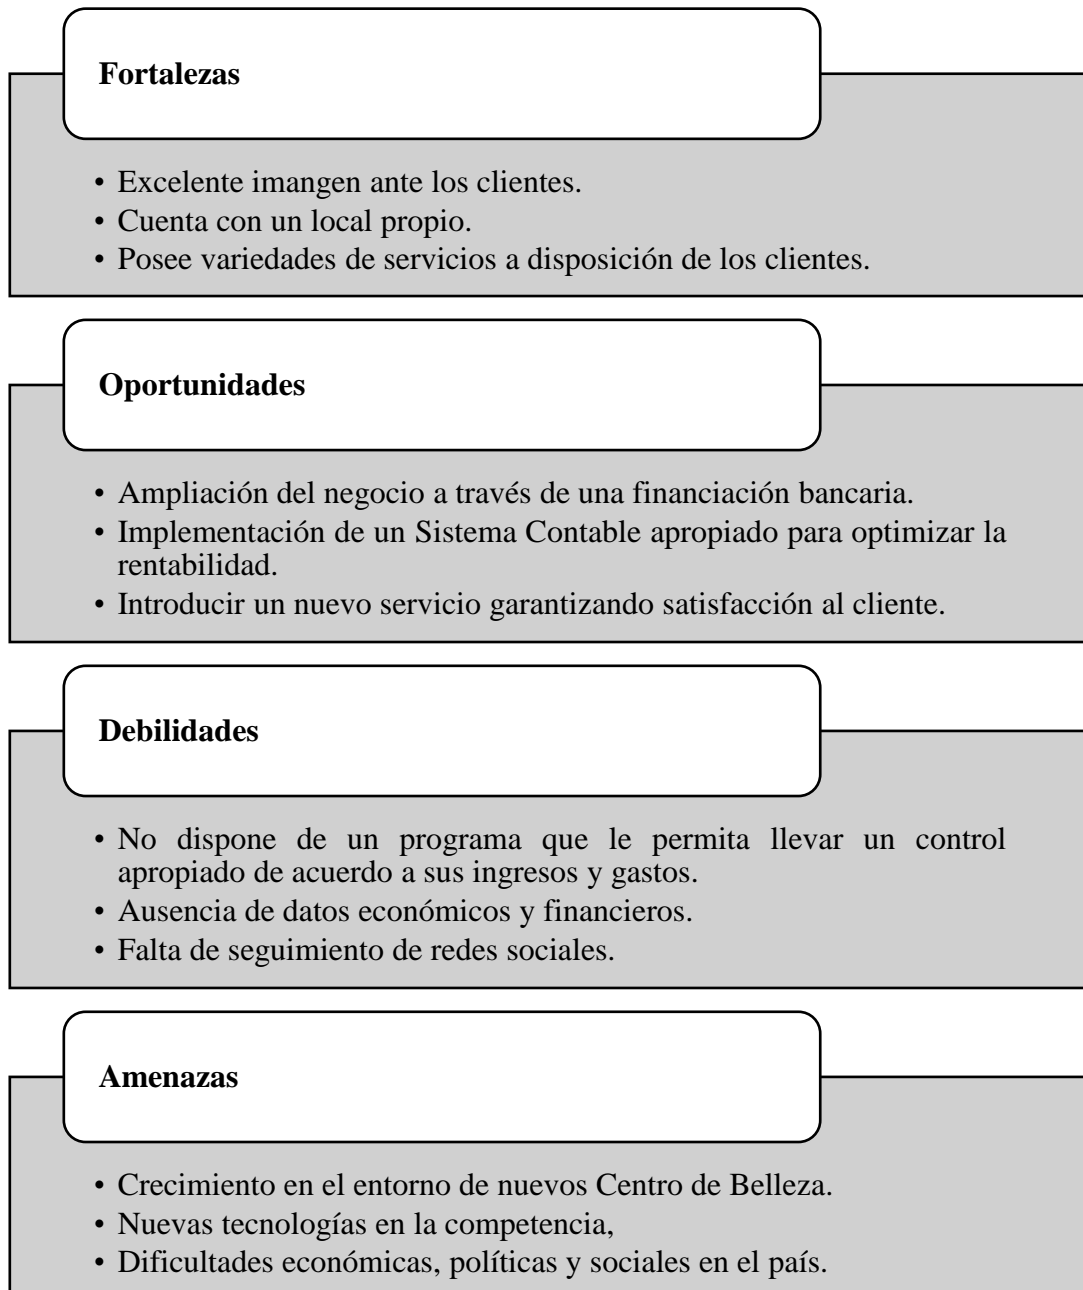 Fortalezas
• Excelente imangen ante los clientes.
• Cuenta con un local propio.
• Posee variedades de servicios a disposición de los clientes.
Oportunidades
• Ampliación del negocio a través de una financiación bancaria.
• Implementación de un Sistema Contable apropiado para optimizar la
rentabilidad.
• Introducir un nuevo servicio garantizando satisfacción al cliente.
Debilidades
• No dispone de un programa que le permita llevar un control
apropiado de acuerdo a sus ingresos y gastos.
• Ausencia de datos económicos y financieros.
• Falta de seguimiento de redes sociales.
Amenazas
• Crecimiento en el entorno de nuevos Centro de Belleza.
• Nuevas tecnologías en la competencia,
• Dificultades económicas, políticas y sociales en el país.